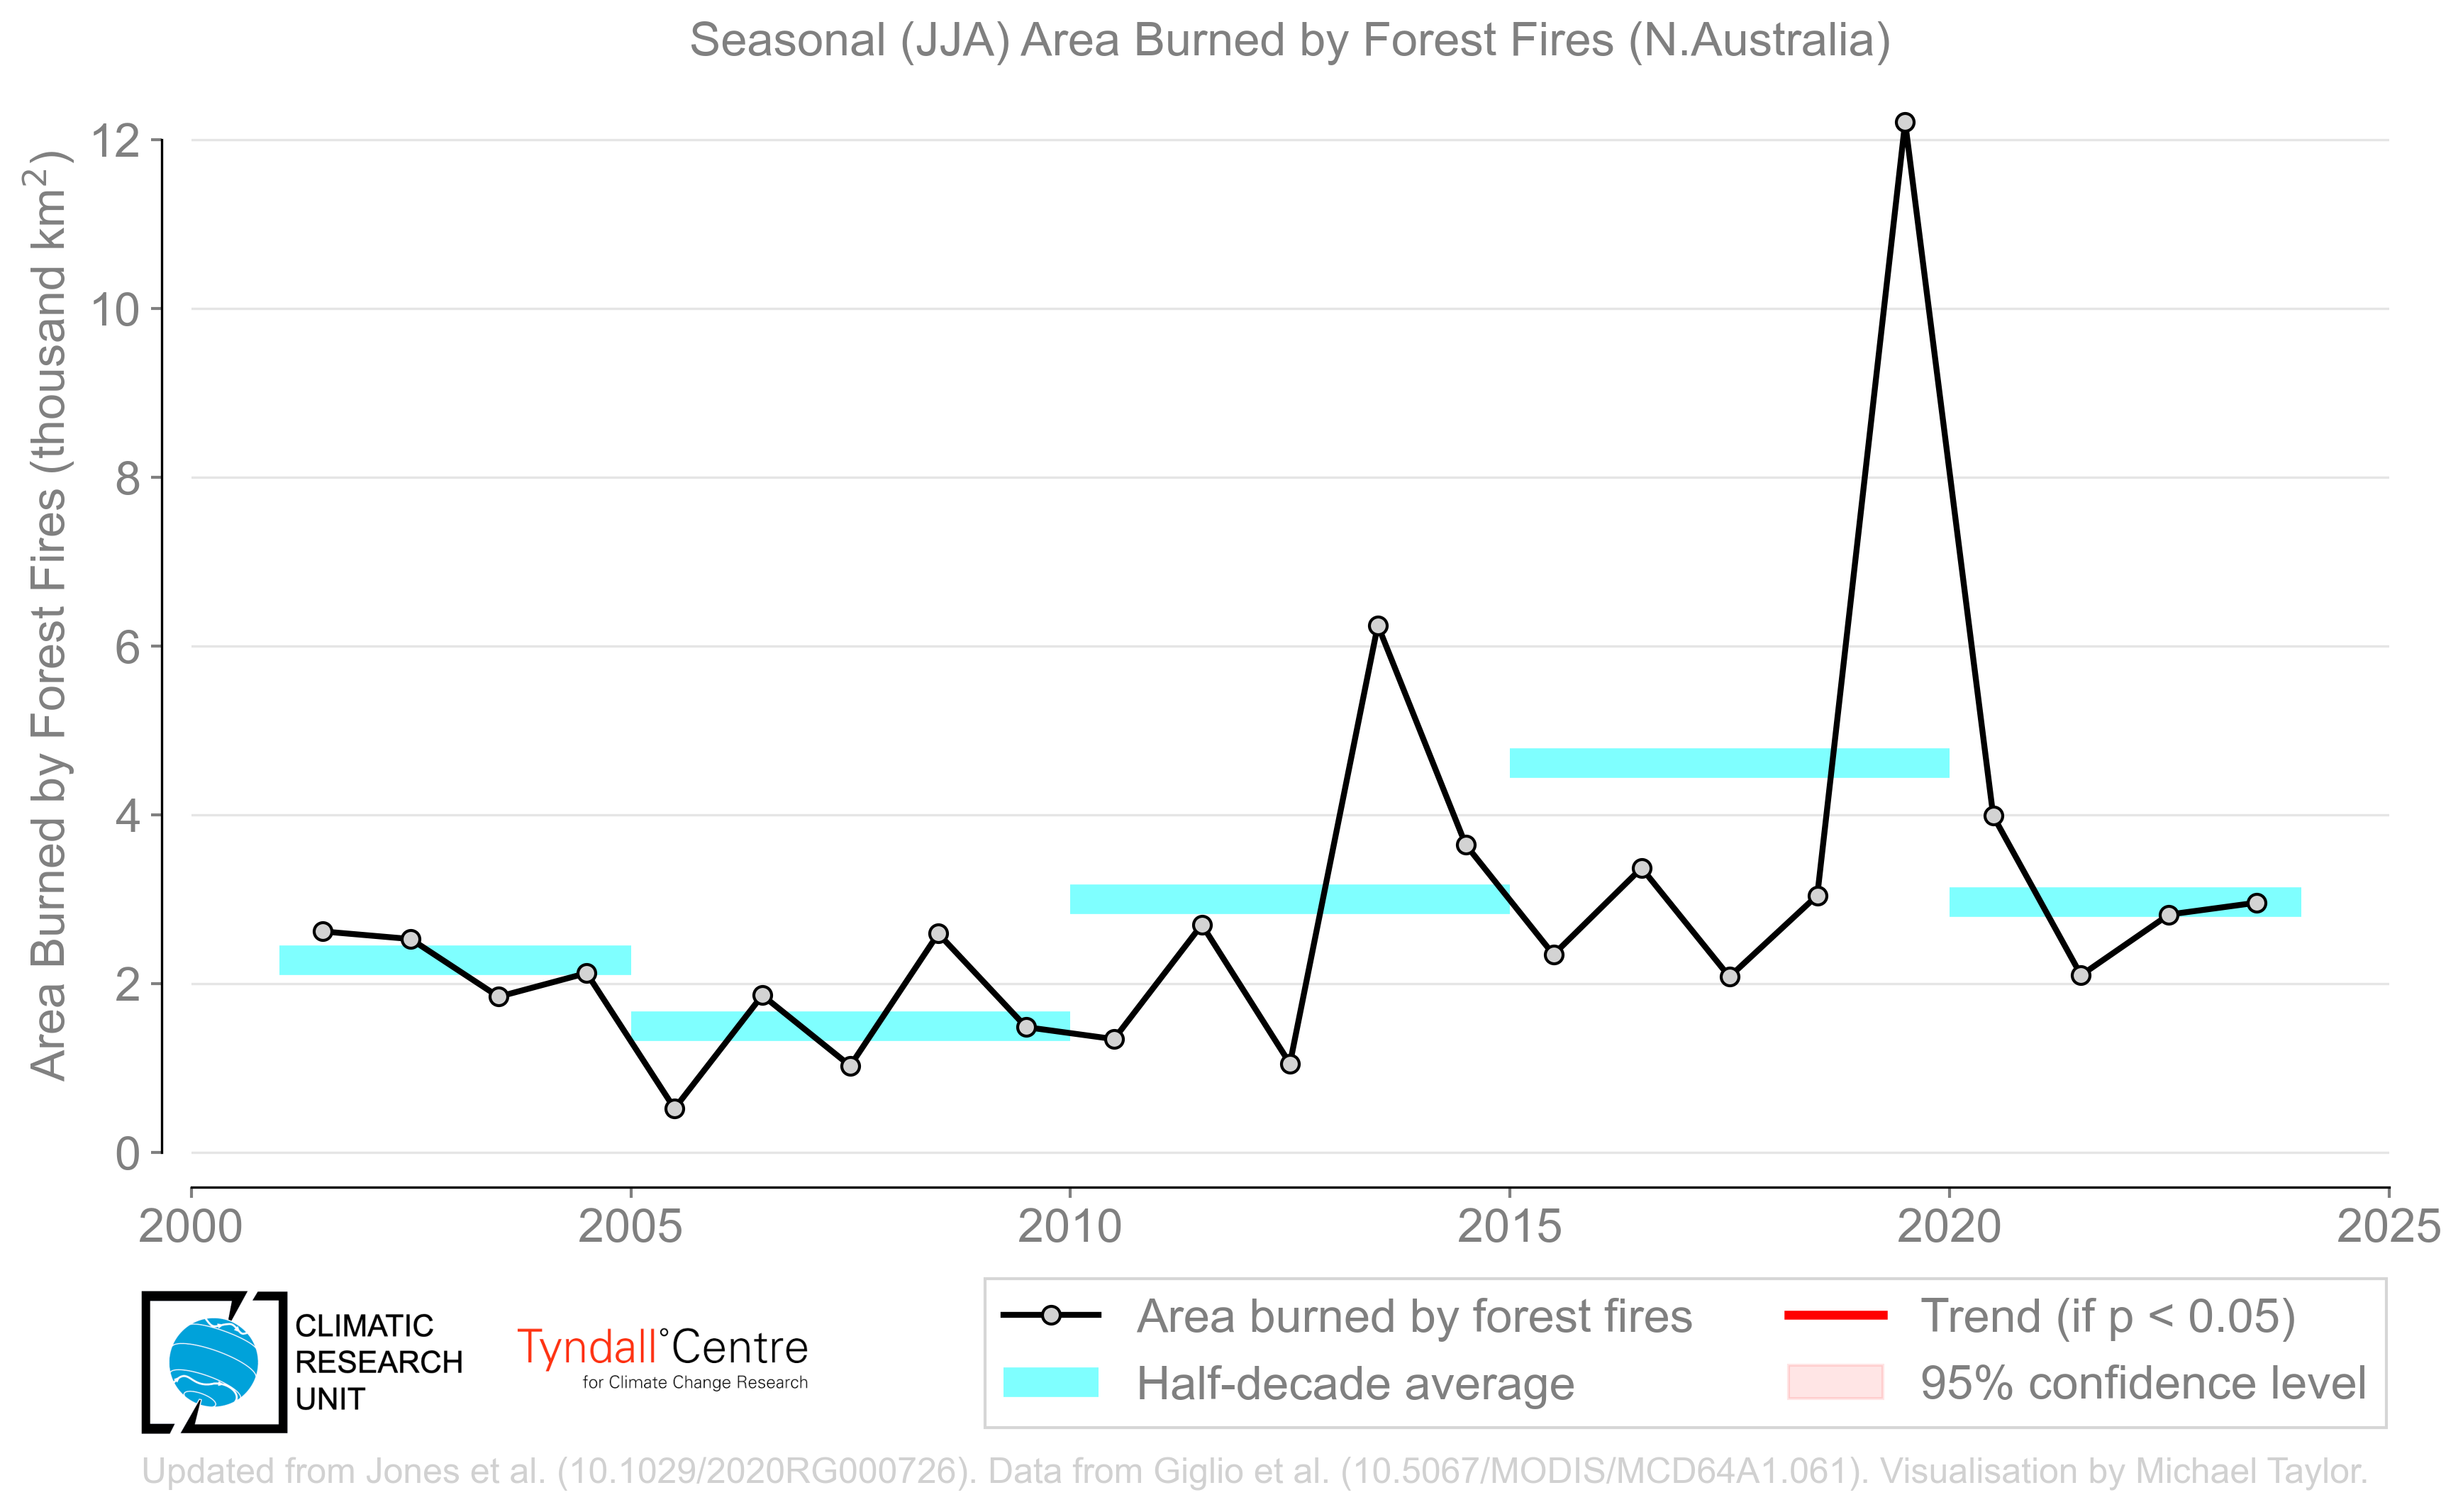 Seasonal (JJA) Area Burned by Forest Fires (N.Australia)
Area Burned by Forest Fires (thousand km²)
12
10
8
6
4
2
0
2000
2005
2010
2015
2020
2025
CLIMATIC
RESEARCH
UNIT
Tyndall°Centre
for Climate Change Research
Area burned by forest fires
Half-decade average
Trend (if p < 0.05)
95% confidence level
Updated from Jones et al. (10.1029/2020RG000726). Data from Giglio et al. (10.5067/MODIS/MCD64A1.061). Visualisation by Michael Taylor.